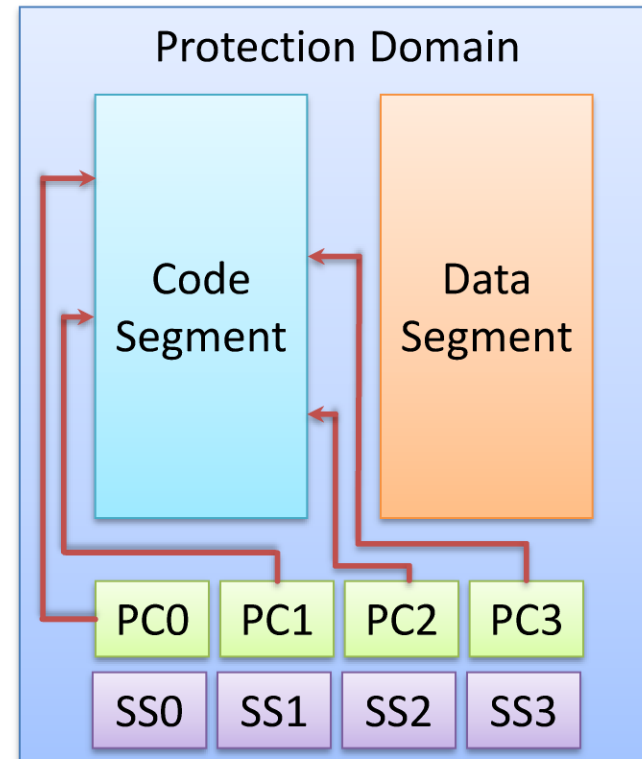 Protection Domain
Code
Segment
Data
Segment
PC0
PC1
PC2
PC3
SS0
SS1
SS2
SS3